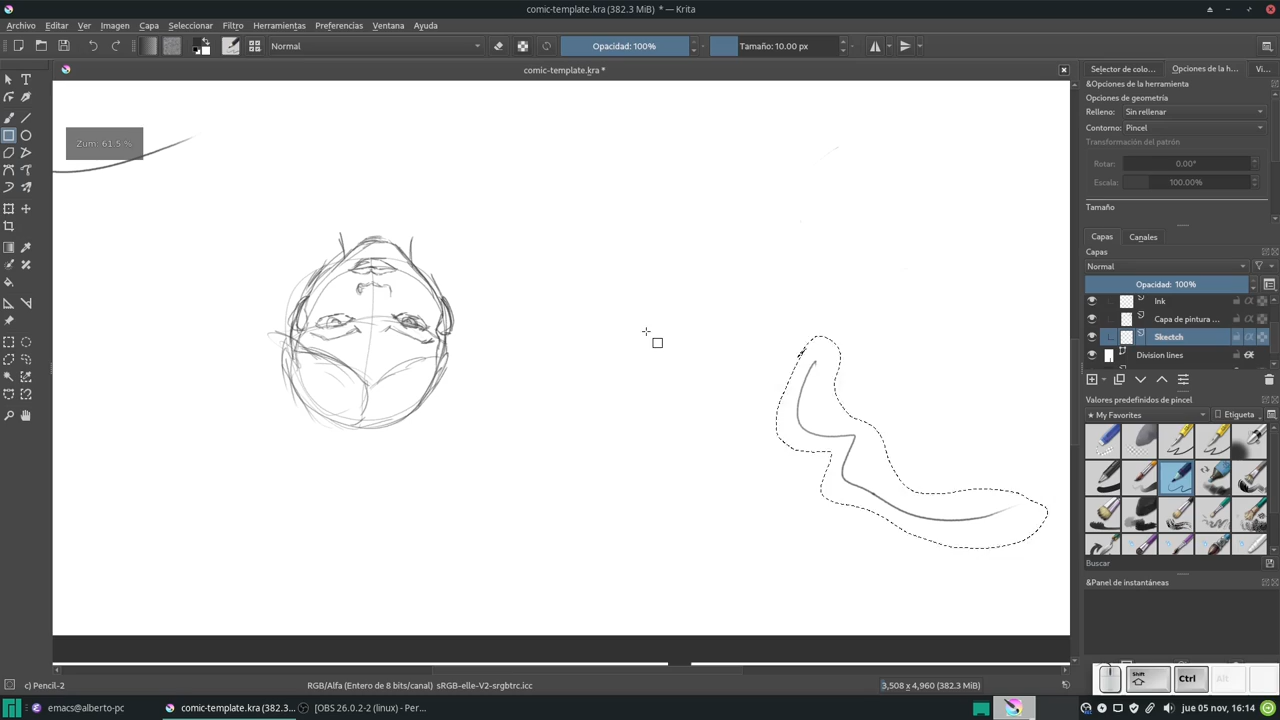 comic-template.kra (382.3 MiB) * — Krita
Archivo Editar Ver Imagen Capa Seleccionar Filtro Herramientas Preferencias Ventana Ayuda
Normal Opacidad: 100% Tamaño: 10.00 px
comic-template.kra *
Selector de colo... Opciones de la h... Vi...
&Opciones de la herramienta
Opciones de geometría
Relleno: Sin rellenar
Contorno: Pincel
Transformación del patrón
Zum: 61.5 %
Rotar: 0.00°
Escala: 100.00%
Tamaño
Capas Canales
Capas
Normal
Opacidad: 100%
Ink
Capa de pintura ...
Skectch
Division lines
Valores predefinidos de pincel
★ My Favorites Etiqueta
Buscar
&Panel de instantáneas
c) Pencil-2 RGB/Alfa (Entero de 8 bits/canal) sRGB-elle-V2-srgbtrc.icc 3,508 x 4,960 (382.3 MiB)
Shift Ctrl Alt
emacs@alberto-pc comic-template.kra (382.3... [OBS 26.0.2-2 (linux) - Per... jue 05 nov, 16:14